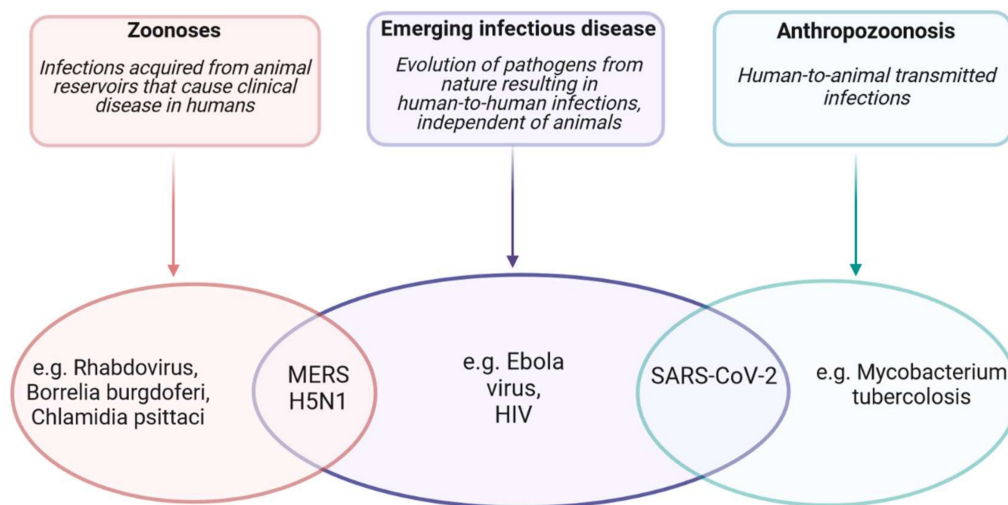 Zoonoses
Infections acquired from animal
reservoirs that cause clinical
disease in humans
Emerging infectious disease
Evolution of pathogens from
nature resulting in
human-to-human infections,
independent of animals
Anthropozoonosis
Human-to-animal transmitted
infections
e.g. Rhabdovirus,
Borrelia burgdoferi,
Chlamidia psittaci
MERS
H5N1
e.g. Ebola
virus,
HIV
SARS-CoV-2
e.g. Mycobacterium
tubercolosis